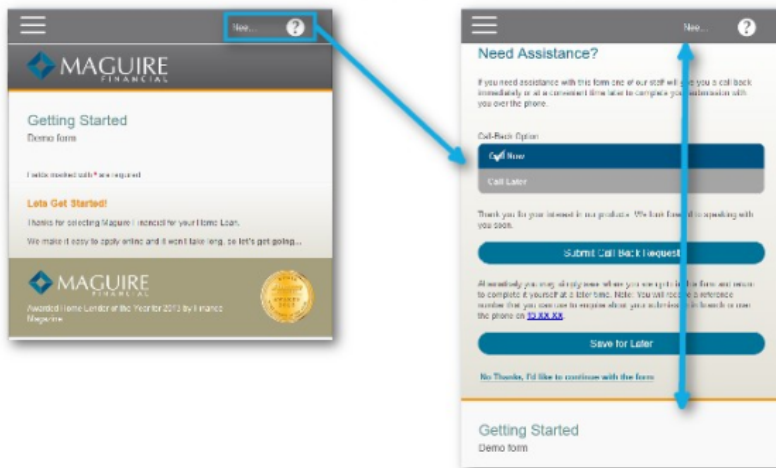 Nee...
?
MAGUIRE
FINANCIAL
Getting Started
Demo form
Fields marked with * are required
Lets Get Started!
Thanks for selecting Maguire Financial for your Home Loan.
We make it easy to apply online and it won't take long, so let's get going...
MAGUIRE
FINANCIAL
Awarded Home Lender of the Year for 2013 by Finance
Magazine
Nee...
?
Need Assistance?
If you need assistance with this form one of our staff will give you a call back
immediately or at a convenient time later to complete your submission with
you over the phone.
Call-Back Option
Call Now
Call Later
Thank you for your interest in our products. We look forward to speaking with
you soon.
Submit Call Back Request
Alternatively you may simply save where you are up to in the form and return
to complete it yourself at a later time. Note: You will receive a reference
number that you can use to enquire about your submission in branch or over
the phone on 13 XX XX.
Save for Later
No Thanks, I'd like to continue with the form
Getting Started
Demo form